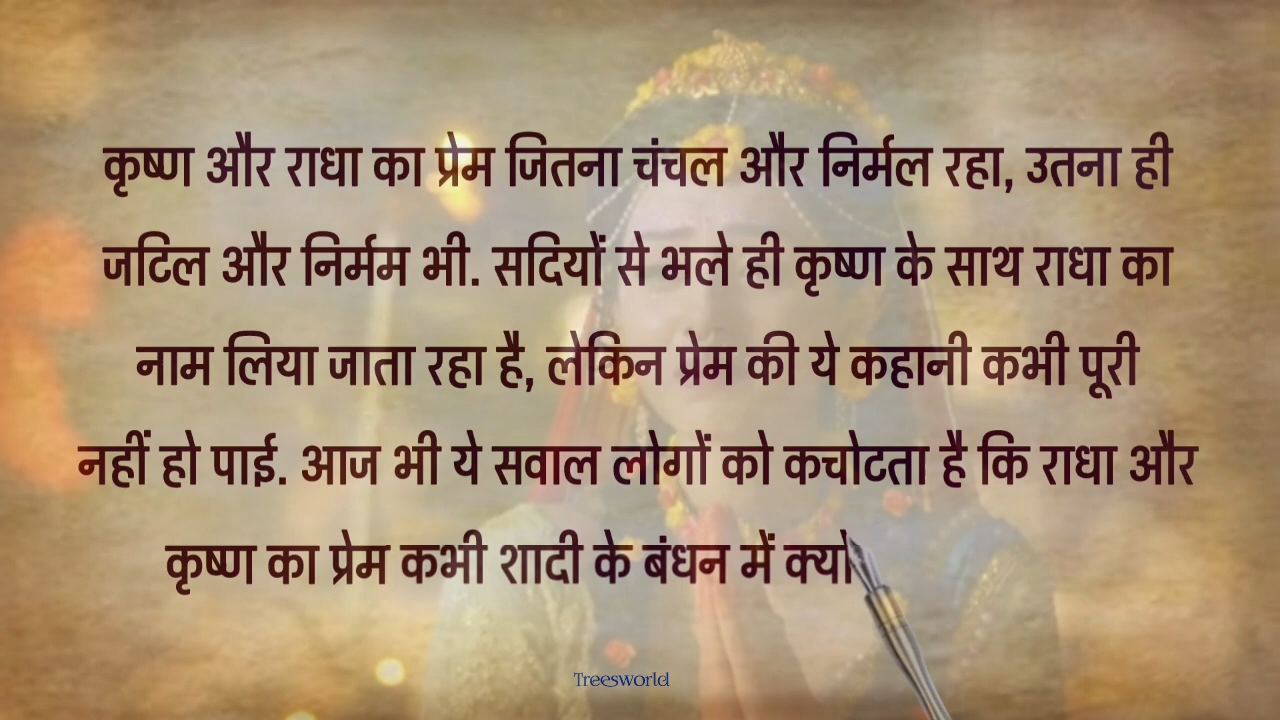 कृष्ण और राधा का प्रेम जितना चंचल और निर्मल रहा, उतना ही
जटिल और निर्मम भी. सदियों से भले ही कृष्ण के साथ राधा का
नाम लिया जाता रहा है, लेकिन प्रेम की ये कहानी कभी पूरी
नहीं हो पाई. आज भी ये सवाल लोगों को कचोटता है कि राधा और
कृष्ण का प्रेम कभी शादी के बंधन में क्यो
Treesworld